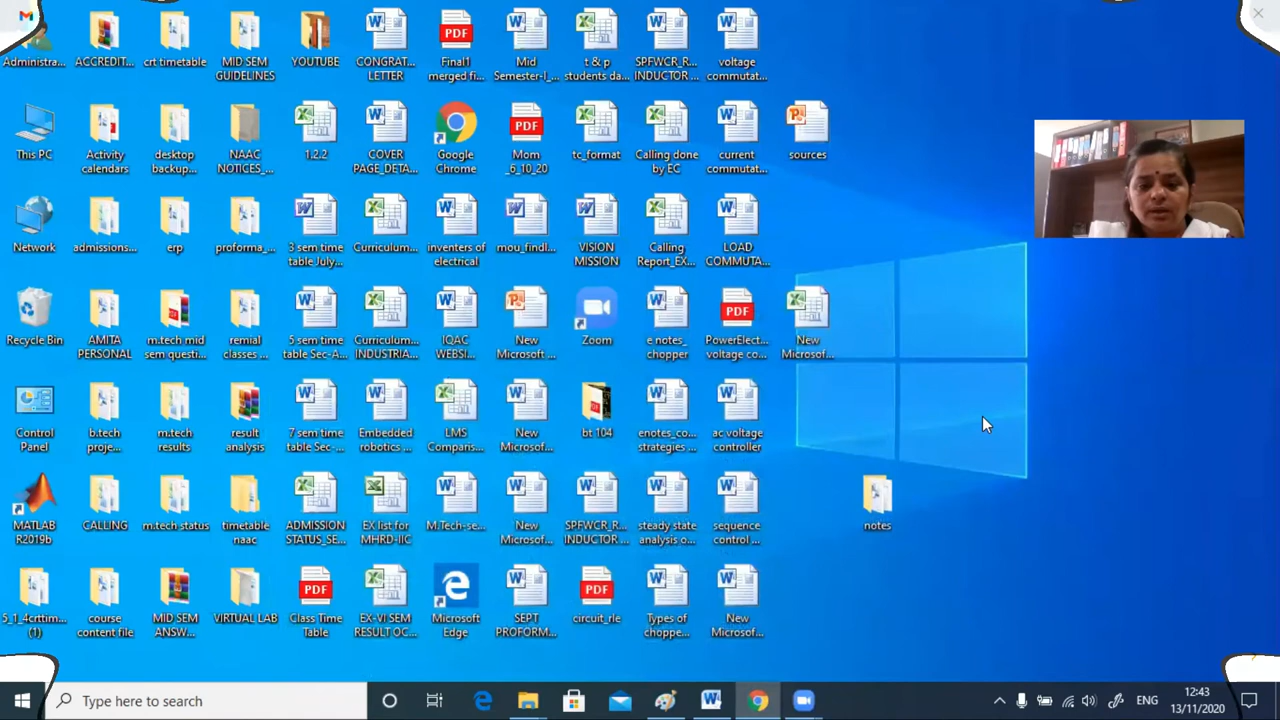 Administra...
ACCREDIT...
crt timetable
MID SEM
GUIDELINES
YOUTUBE
CONGRAT...
LETTER
PDF
Final1
merged fi...
Mid
Semester-I_...
t & p
students da...
SPFWCR_R...
INDUCTOR ...
voltage
commutat...
This PC
Activity
calendars
desktop
backup...
NAAC
NOTICES_...
1.2.2
COVER
PAGE_DETA...
Google
Chrome
PDF
Mom
_6_10_20
tc_format
Calling done
by EC
current
commutat...
sources
Network
admissions...
erp
proforma_...
3 sem time
table July...
Curriculum...
inventers of
electrical
mou_findl...
VISION
MISSION
Calling
Report_EX...
LOAD
COMMUTA...
Recycle Bin
AMITA
PERSONAL
m.tech mid
sem questi...
remial
classes ...
5 sem time
table Sec-A...
Curriculum...
INDUSTRIA...
IQAC
WEBSI...
New
Microsoft ...
Zoom
e notes_
chopper
PDF
PowerElect...
voltage co...
New
Microsof...
Control
Panel
b.tech
proje...
m.tech
results
result
analysis
7 sem time
table Sec-...
Embedded
robotics ...
LMS
Comparis...
New
Microsof...
bt 104
enotes_co...
strategies ...
ac voltage
controller
MATLAB
R2019b
CALLING
m.tech status
timetable
naac
ADMISSION
STATUS_SE...
EX list for
MHRD-IIC
M.Tech-se...
New
Microsof...
SPFWCR_R...
INDUCTOR ...
steady state
analysis o...
sequence
control ...
notes
5_1_4crttim...
(1)
course
content file
MID SEM
ANSW...
VIRTUAL LAB
PDF
Class Time
Table
EX-VI SEM
RESULT OC...
Microsoft
Edge
SEPT
PROFORM...
PDF
circuit_rle
Types of
choppe...
New
Microsof...
Type here to search
ENG
12:43
13/11/2020